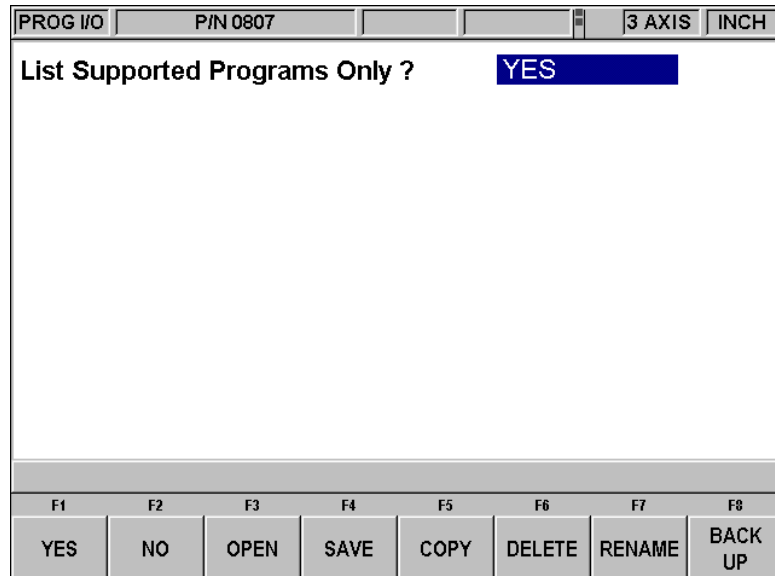 PROG I/O P/N 0807 3 AXIS INCH
List Supported Programs Only ? YES
F1 F2 F3 F4 F5 F6 F7 F8
YES NO OPEN SAVE COPY DELETE RENAME BACK UP